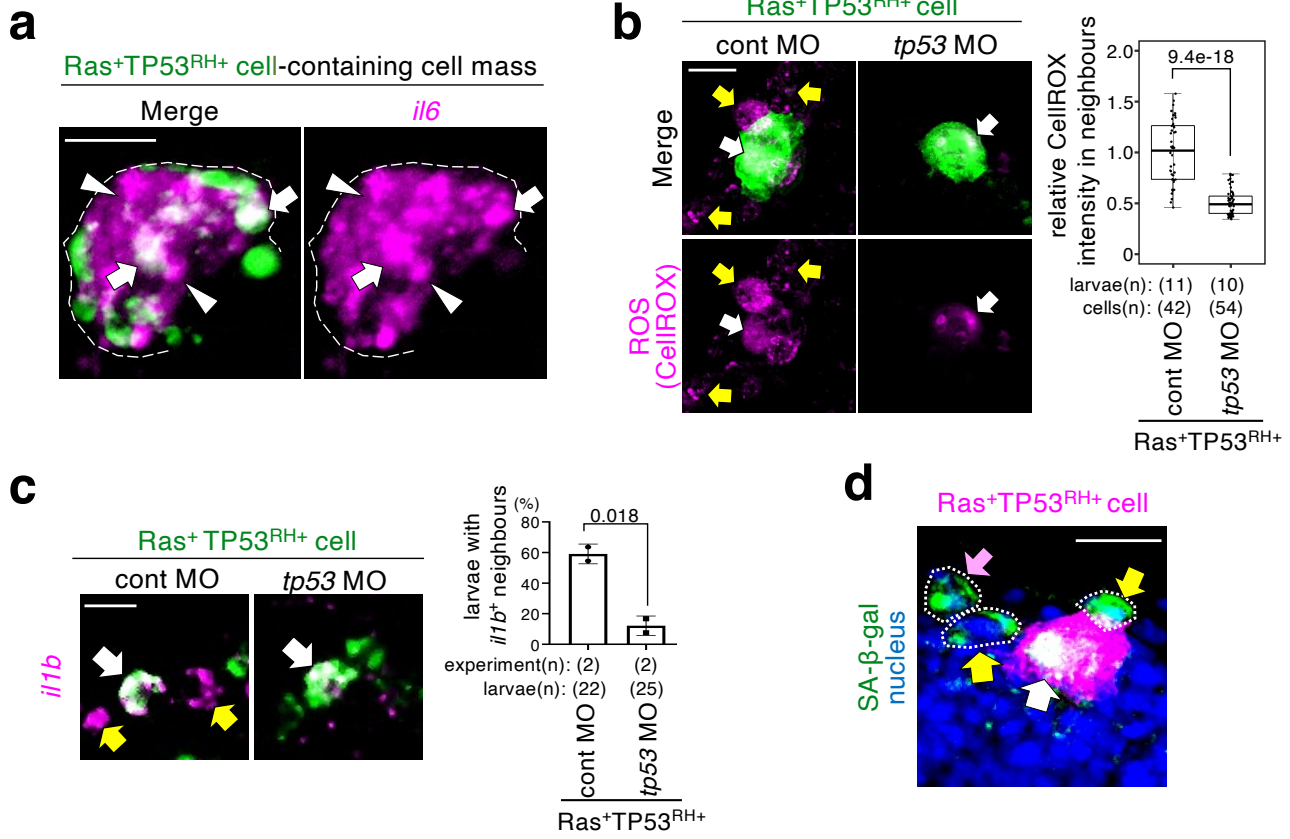 a
Ras+TP53RH+ cell-containing cell mass
Merge
il6
b
Ras+TP53RH+ cell
cont MO
tp53 MO
Merge
ROS
(CellROX)
relative CellROX
intensity in neighbours
2.0
1.5
1.0
0.5
0
9.4e-18
larvae(n): (11) (10)
cells(n): (42) (54)
cont MO
tp53 MO
Ras+TP53RH+
c
Ras+ TP53RH+ cell
cont MO
tp53 MO
il1b
larvae with
il1b+ neighbours
(%)
80
60
40
20
0
0.018
experiment(n): (2) (2)
larvae(n): (22) (25)
cont MO
tp53 MO
Ras+TP53RH+
d
Ras+TP53RH+ cell
SA-β-gal
nucleus